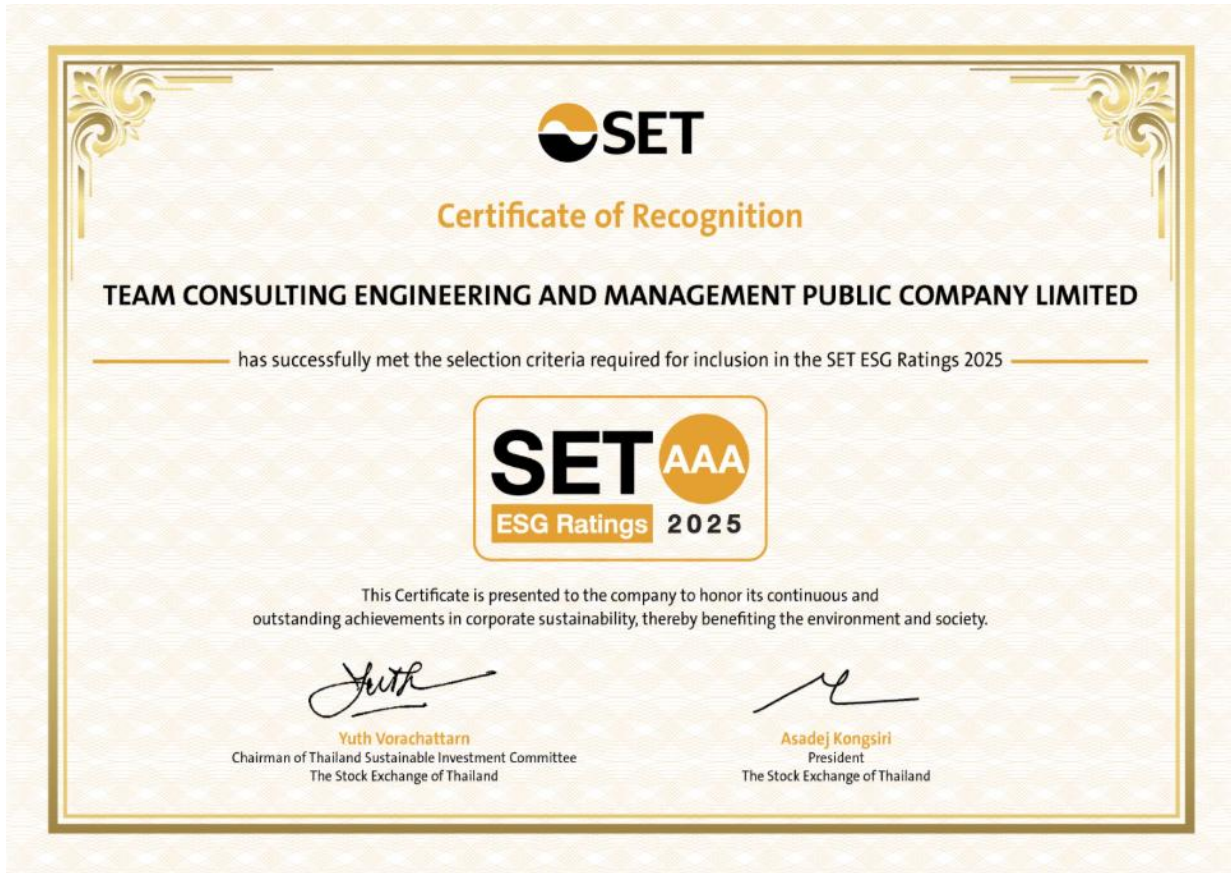 SET
Certificate of Recognition
TEAM CONSULTING ENGINEERING AND MANAGEMENT PUBLIC COMPANY LIMITED
has successfully met the selection criteria required for inclusion in the SET ESG Ratings 2025
SET AAA
ESG Ratings 2025
This Certificate is presented to the company to honor its continuous and
outstanding achievements in corporate sustainability, thereby benefiting the environment and society.
Yuth
Yuth Vorachattarn
Chairman of Thailand Sustainable Investment Committee
The Stock Exchange of Thailand
Asadej Kongsiri
President
The Stock Exchange of Thailand